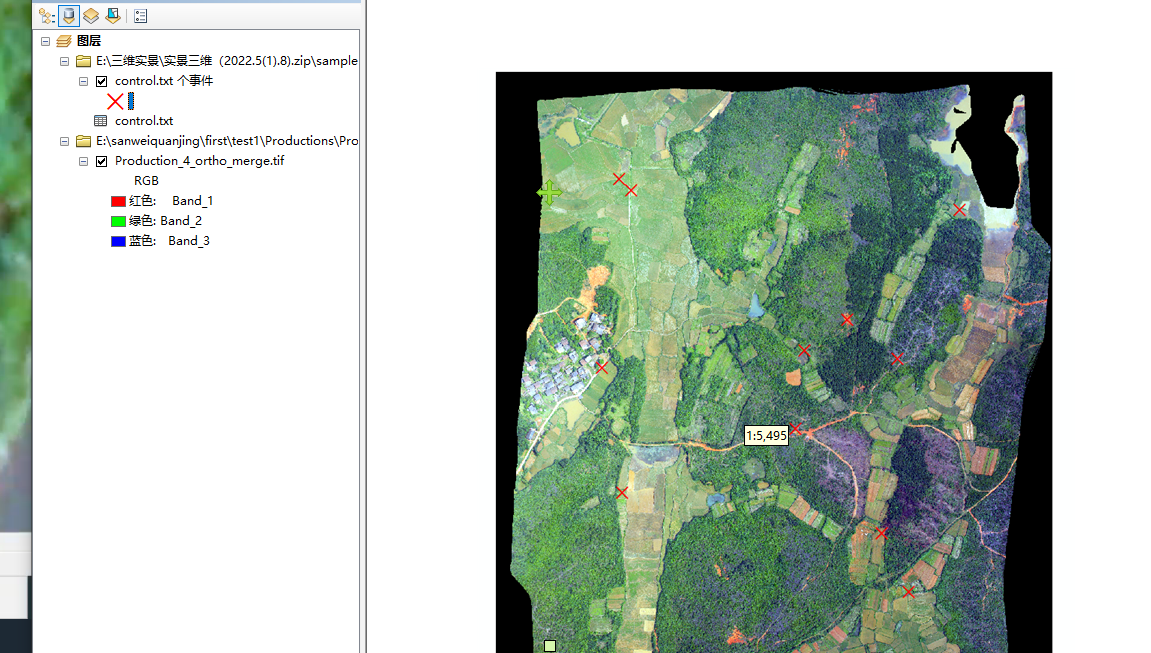 图层
E:\三维实景\实景三维（2022.5(1).8).zip\sample
control.txt 个事件
control.txt
E:\sanweiquanjing\first\test1\Productions\Pro
Production_4_ortho_merge.tif
RGB
红色: Band_1
绿色: Band_2
蓝色: Band_3
1:5,495